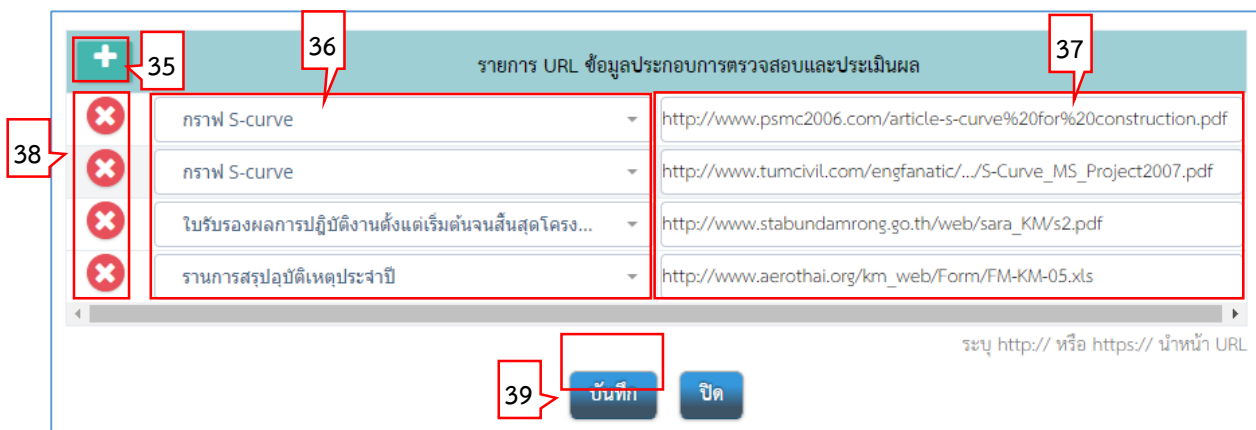 35
36
37
รายการ URL ข้อมูลประกอบการตรวจสอบและประเมินผล
38
กราฟ S-curve
http://www.psmc2006.com/article-s-curve%20for%20construction.pdf
กราฟ S-curve
http://www.tumcivil.com/engfanatic/.../S-Curve_MS_Project2007.pdf
ใบรับรองผลการปฎิบัติงานตั้งแต่เริ่มต้นจนสิ้นสุดโครง...
http://www.stabundamrong.go.th/web/sara_KM/s2.pdf
รานการสรุปอุบัติเหตุประจำปี
http://www.aerothai.org/km_web/Form/FM-KM-05.xls
ระบุ http:// หรือ https:// นำหน้า URL
39
บันทึก
ปิด